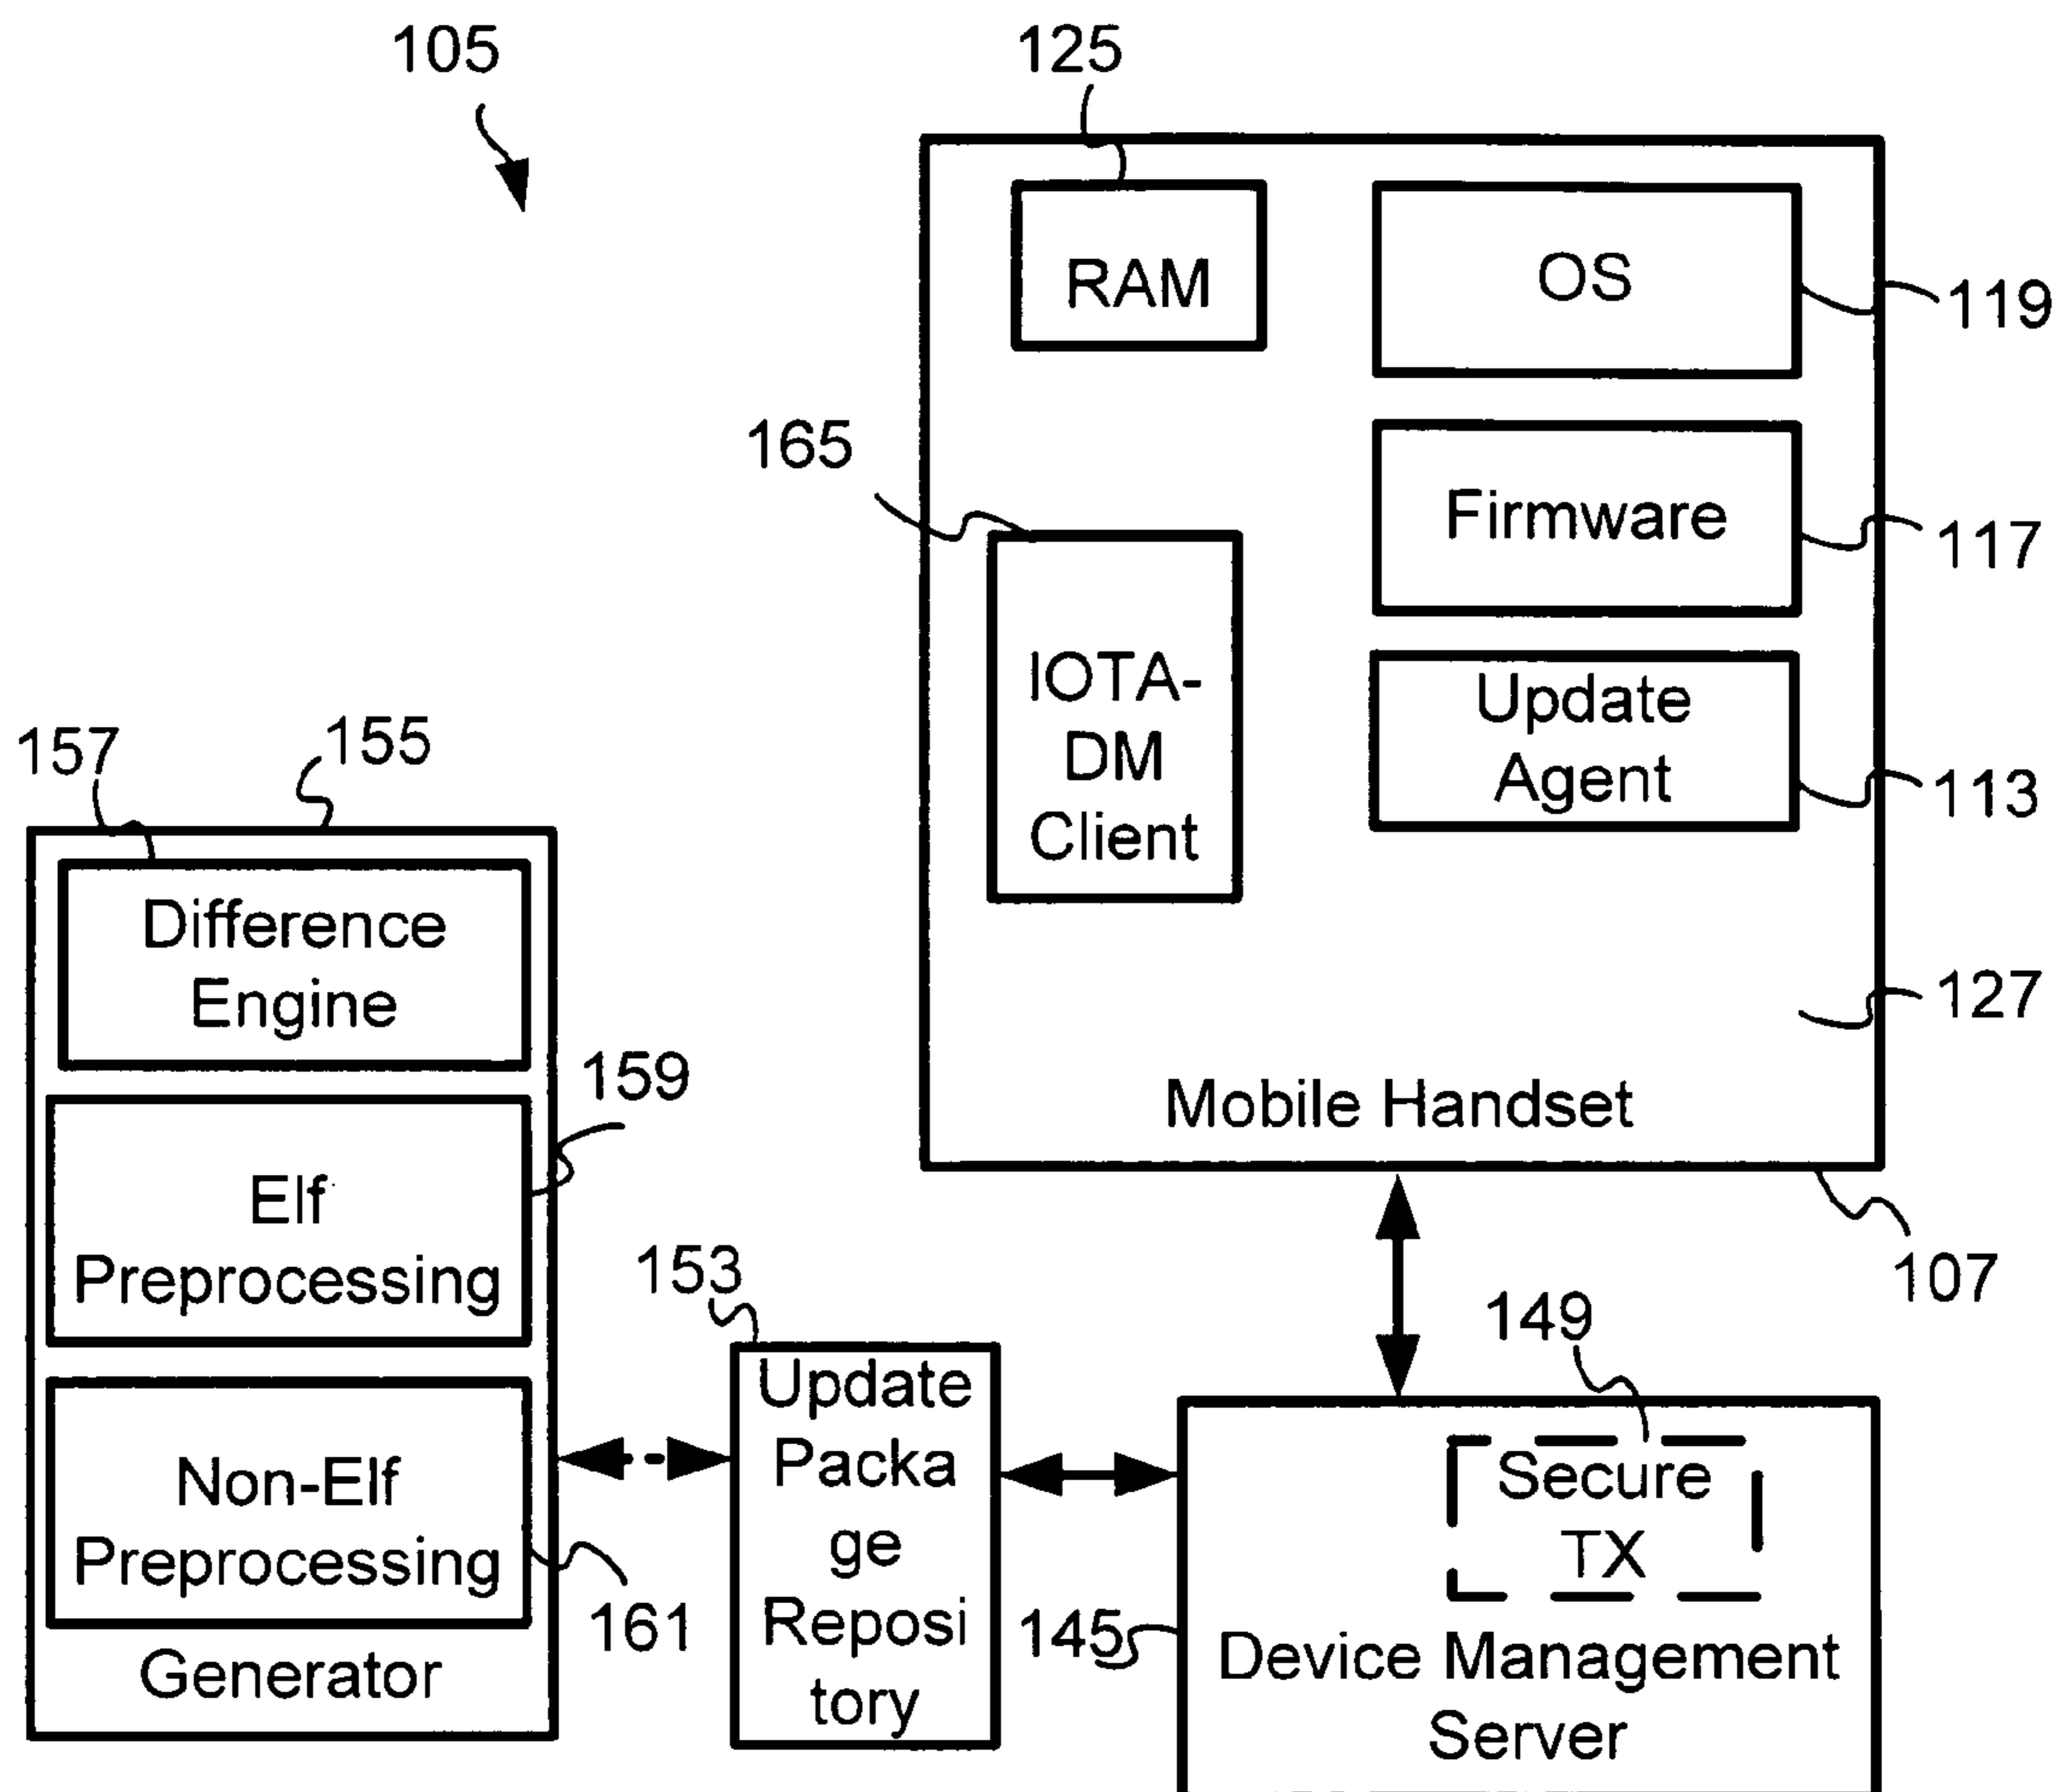 105
125
RAM
OS
119
165
Firmware
117
IOTA-
DM
Client
Update
Agent
113
157
155
Difference
Engine
127
159
Mobile Handset
Elf
Preprocessing
153
107
149
Update
Packa
ge
Reposi
tory
Non-Elf
Preprocessing
161
Generator
Secure
TX
145
Device Management
Server